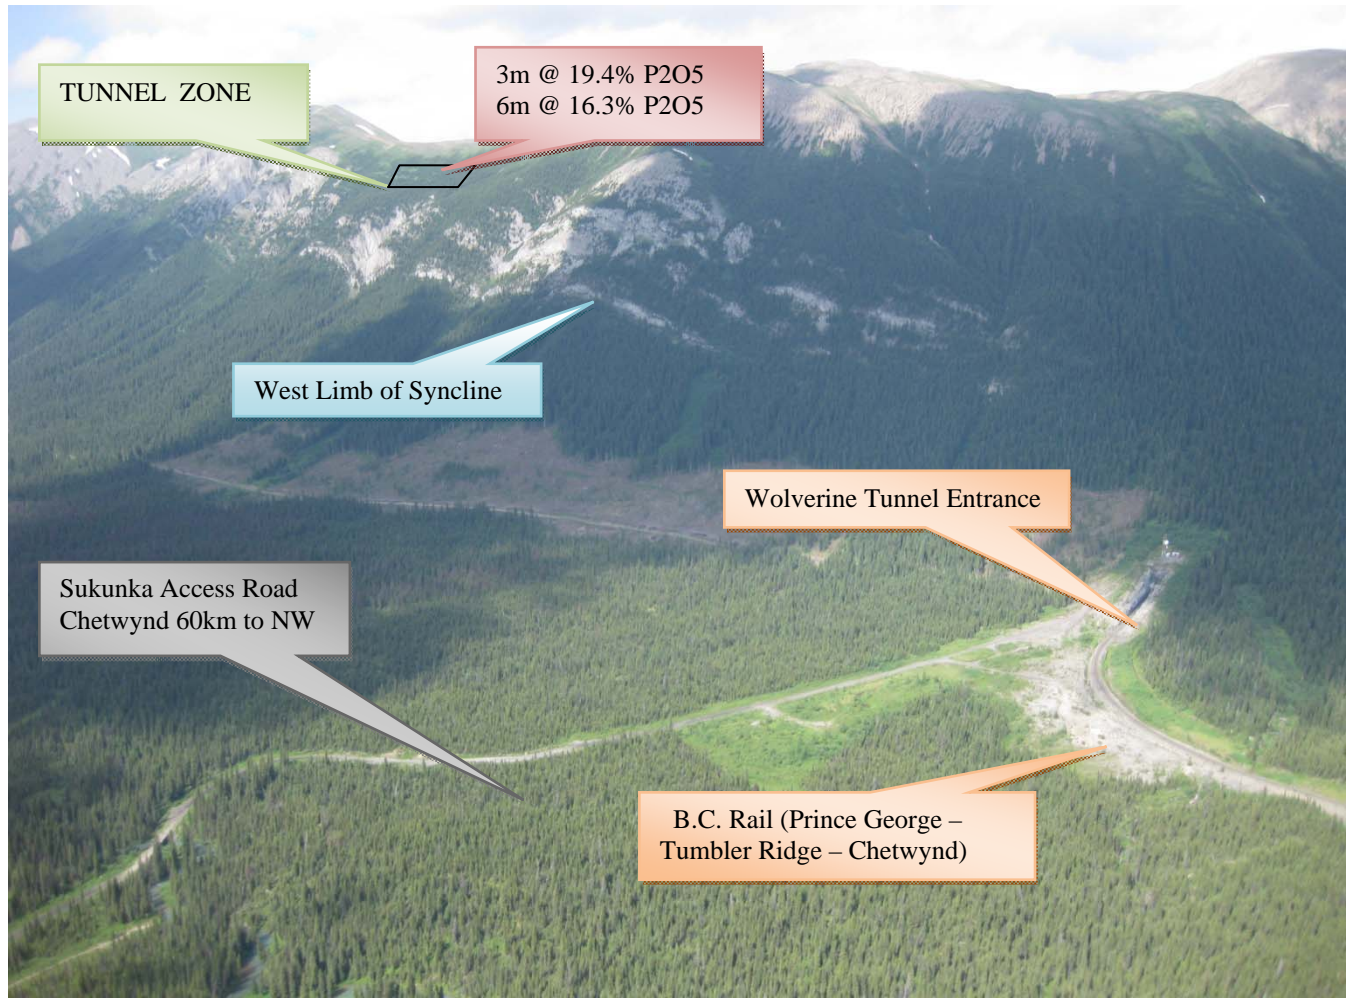 TUNNEL ZONE
3m @ 19.4% P2O5
6m @ 16.3% P2O5
West Limb of Syncline
Wolverine Tunnel Entrance
Sukunka Access Road
Chetwynd 60km to NW
B.C. Rail (Prince George –
Tumbler Ridge – Chetwynd)